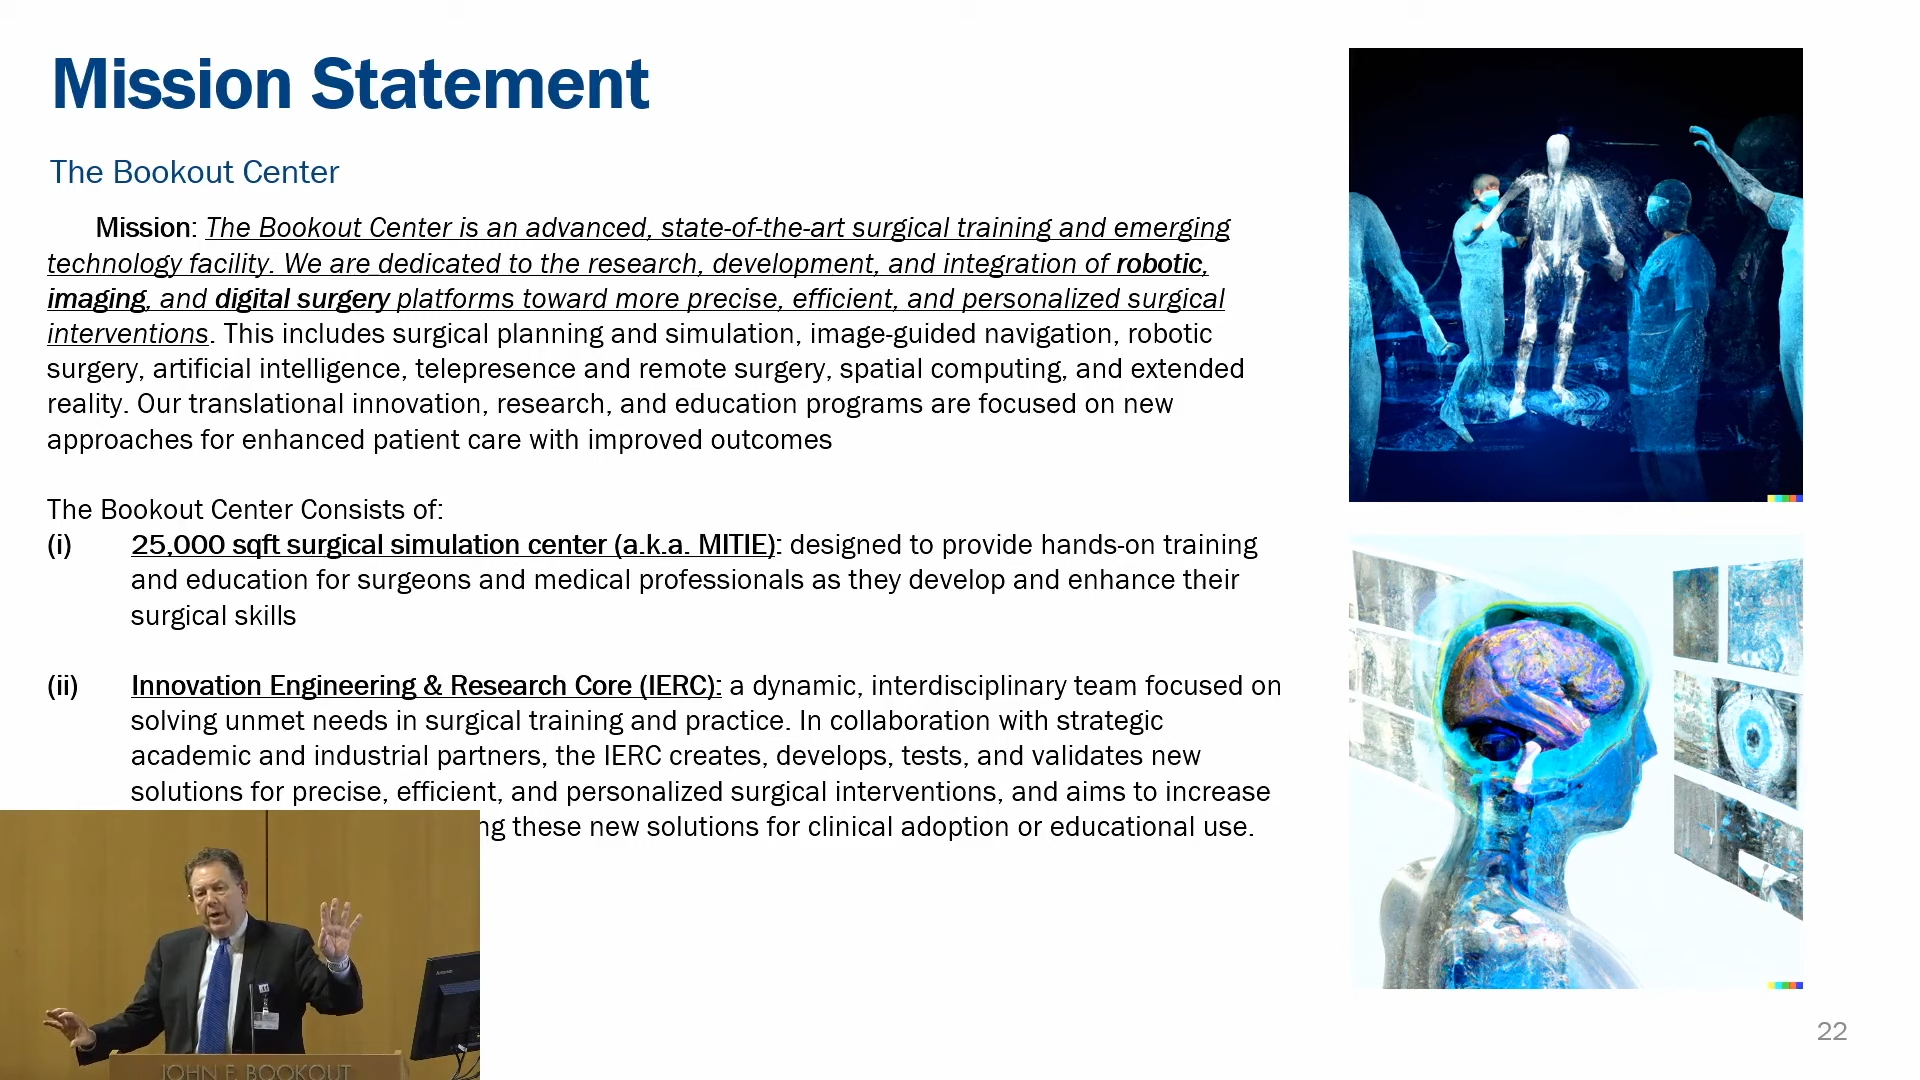 Mission Statement
The Bookout Center
Mission: The Bookout Center is an advanced, state-of-the-art surgical training and emerging
technology facility. We are dedicated to the research, development, and integration of robotic,
imaging, and digital surgery platforms toward more precise, efficient, and personalized surgical
interventions. This includes surgical planning and simulation, image-guided navigation, robotic
surgery, artificial intelligence, telepresence and remote surgery, spatial computing, and extended
reality. Our translational innovation, research, and education programs are focused on new
approaches for enhanced patient care with improved outcomes
The Bookout Center Consists of:
(i) 25,000 sqft surgical simulation center (a.k.a. MITIE): designed to provide hands-on training
and education for surgeons and medical professionals as they develop and enhance their
surgical skills
(ii) Innovation Engineering & Research Core (IERC): a dynamic, interdisciplinary team focused on
solving unmet needs in surgical training and practice. In collaboration with strategic
academic and industrial partners, the IERC creates, develops, tests, and validates new
solutions for precise, efficient, and personalized surgical interventions, and aims to increase
these new solutions for clinical adoption or educational use.
JOHN F. BOOKOUT
22